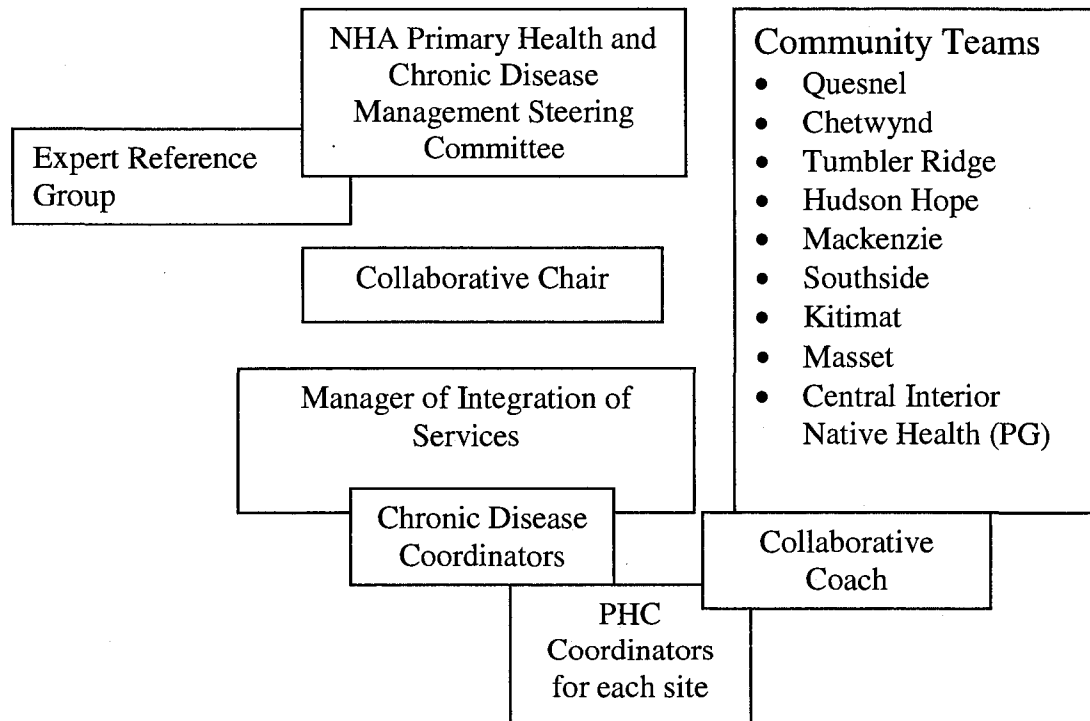 NHA Primary Health and
Chronic Disease
Management Steering
Committee
Expert Reference
Group
Collaborative Chair
Manager of Integration of
Services
Chronic Disease
Coordinators
PHC
Coordinators
for each site
Community Teams
• Quesnel
• Chetwynd
• Tumbler Ridge
• Hudson Hope
• Mackenzie
• Southside
• Kitimat
• Masset
• Central Interior
Native Health (PG)
Collaborative
Coach